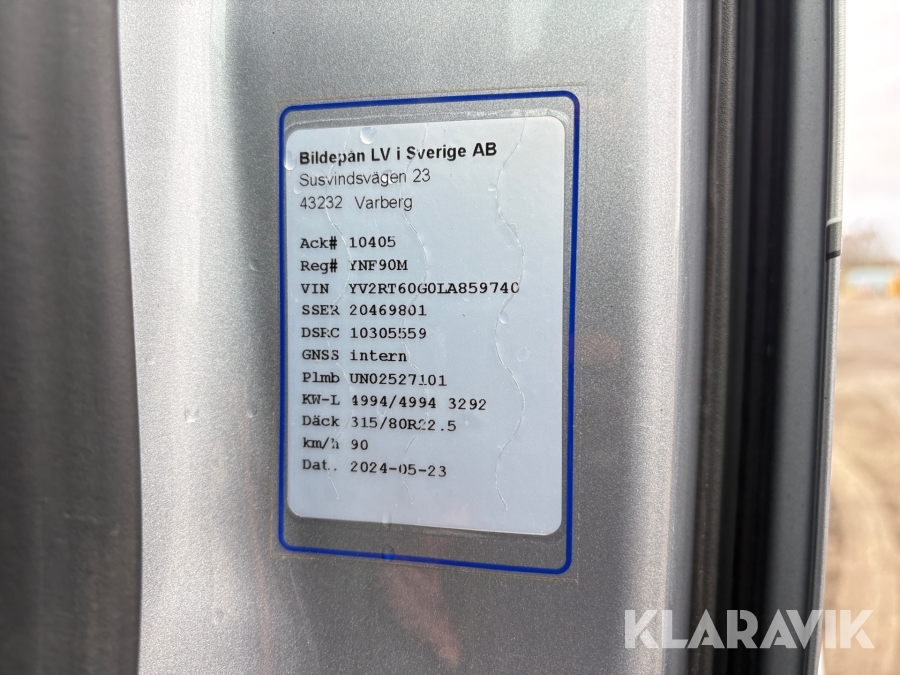 Bildepån LV i Sverige AB
Susvindsvägen 23
43232 Varberg
Ack# 10405
Reg# YNF90M
VIN YV2RT60G0LA859740
SSER 20469801
DSRC 10305559
GNSS intern
Plmb UN02527101
KW-L 4994/4994 3292
Däck 315/80R22.5
km/h 90
Dat. 2024-05-23
KLARAVIK